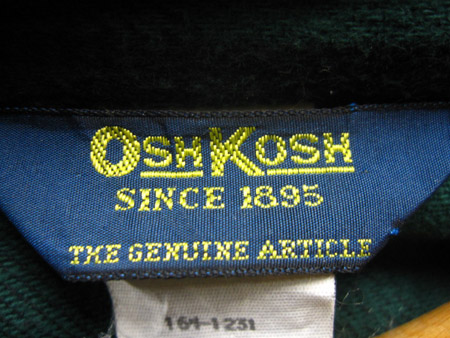 OSHKOSH
SINCE 1895
THE GENUINE ARTICLE
164-1231